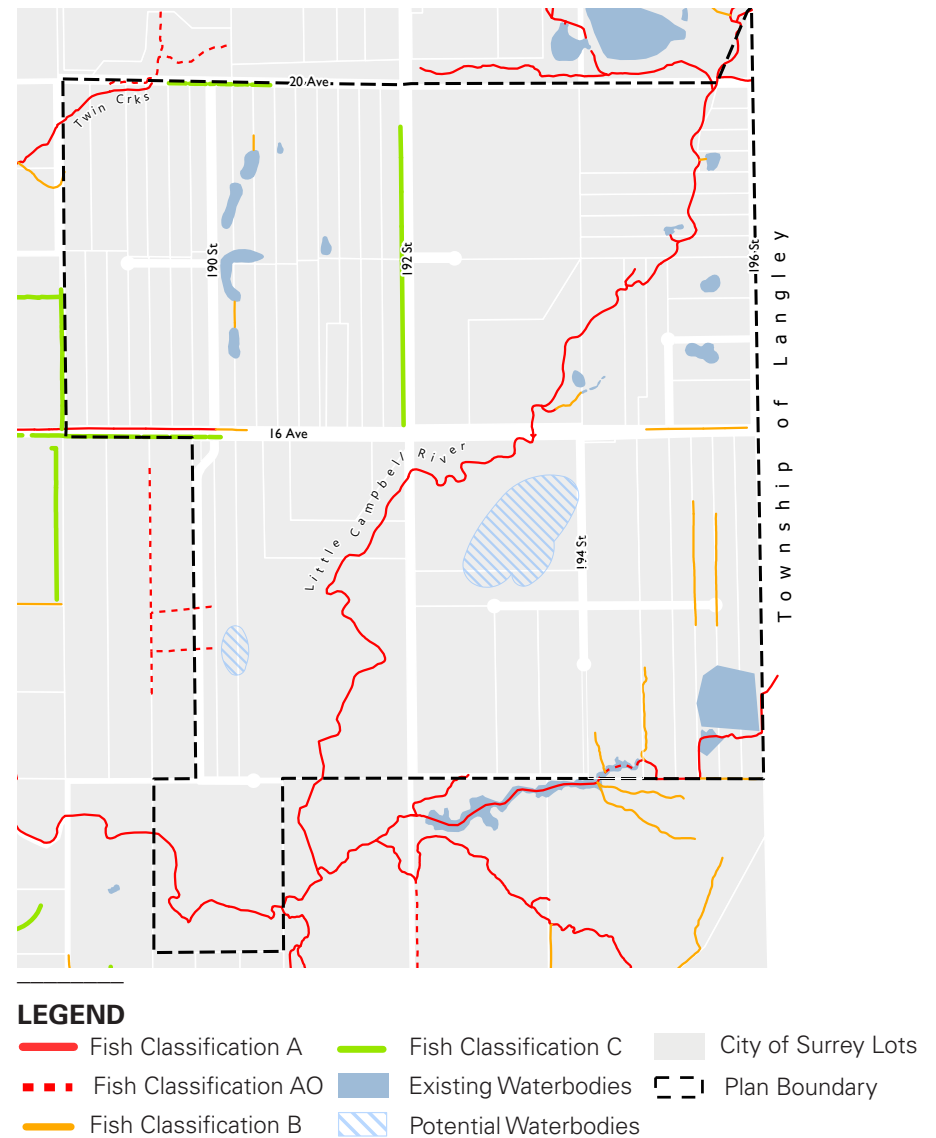 20 Ave.
Twin Crks
190 St
192 St
196 St
Township of Langley
16 Ave
Little Campbell River
194 St
LEGEND
Fish Classification A
Fish Classification C
City of Surrey Lots
Fish Classification AO
Existing Waterbodies
Plan Boundary
Fish Classification B
Potential Waterbodies